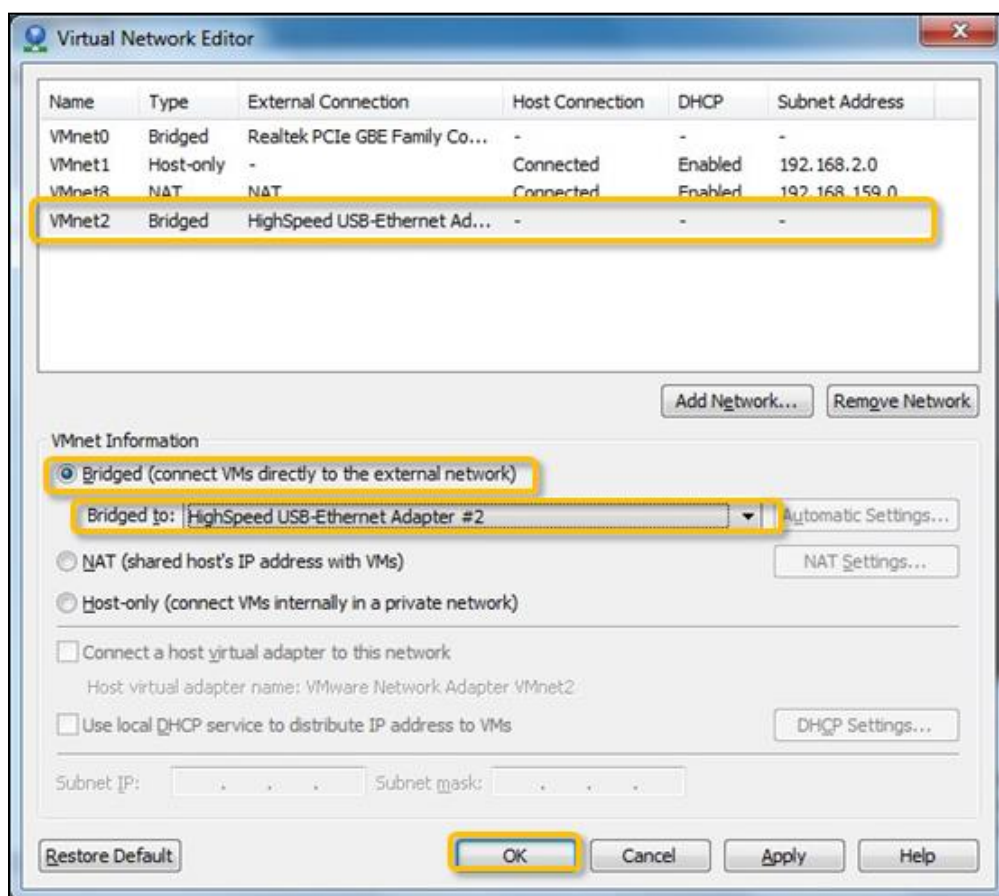 Virtual Network Editor
Name Type External Connection Host Connection DHCP Subnet Address
VMnet0 Bridged Realtek PCIe GBE Family Co... - - -
VMnet1 Host-only - Connected Enabled 192.168.2.0
VMnet8 NAT NAT Connected Enabled 192.168.159.0
VMnet2 Bridged HighSpeed USB-Ethernet Ad... - - -
Add Network... Remove Network
VMnet Information
Bridged (connect VMs directly to the external network)
Bridged to: HighSpeed USB-Ethernet Adapter #2 Automatic Settings...
NAT (shared host's IP address with VMs) NAT Settings...
Host-only (connect VMs internally in a private network)
Connect a host virtual adapter to this network
Host virtual adapter name: VMware Network Adapter VMnet2
Use local DHCP service to distribute IP address to VMs DHCP Settings...
Subnet IP: . . . Subnet mask: . . .
Restore Default OK Cancel Apply Help